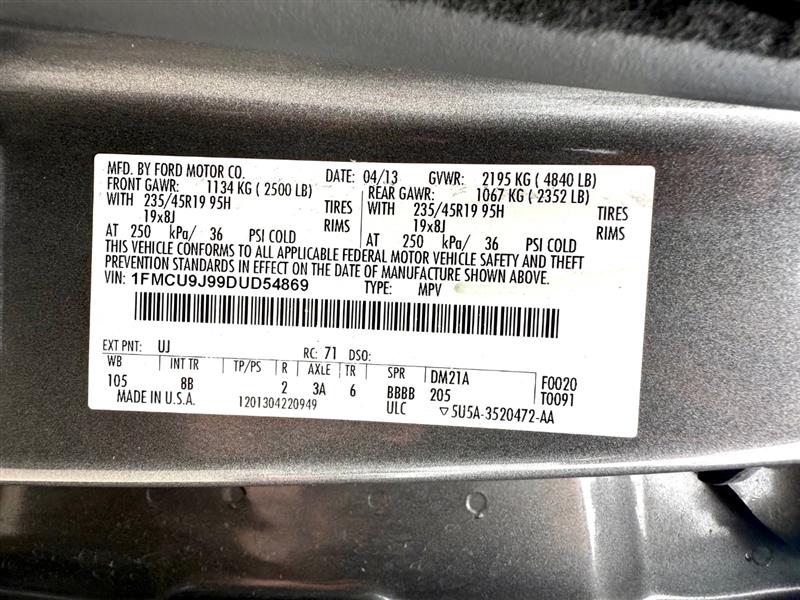 MFD. BY FORD MOTOR CO. DATE: 04/13 GVWR: 2195 KG ( 4840 LB)
FRONT GAWR: 1134 KG ( 2500 LB) REAR GAWR: 1067 KG ( 2352 LB)
WITH 235/45R19 95H TIRES WITH 235/45R19 95H TIRES
19x8J RIMS 19x8J RIMS
AT 250 kPa/ 36 PSI COLD AT 250 kPa/ 36 PSI COLD
THIS VEHICLE CONFORMS TO ALL APPLICABLE FEDERAL MOTOR VEHICLE SAFETY AND THEFT
PREVENTION STANDARDS IN EFFECT ON THE DATE OF MANUFACTURE SHOWN ABOVE.
VIN: 1FMCU9J99DUD54869 TYPE: MPV
EXT PNT: UJ RC: 71 DSO:
WB INT TR TP/PS R AXLE TR SPR DM21A F0020
105 8B 2 3A 6 BBBB 205 T0091
MADE IN U.S.A. 1201304220949 ULC ▽5U5A-3520472-AA